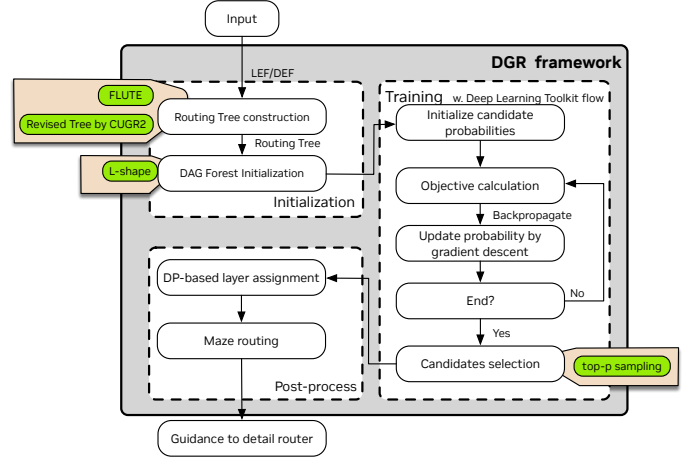 Input
DGR framework
LEF/DEF
FLUTE
Revised Tree by CUGR2
Routing Tree construction
Routing Tree
L-shape
DAG Forest Initialization
Initialization
Training w. Deep Learning Toolkit flow
Initialize candidate
probabilities
Objective calculation
Backpropagate
Update probability by
gradient descent
End?
No
Yes
Candidates selection
top-p sampling
DP-based layer assignment
Maze routing
Post-process
Guidance to detail router